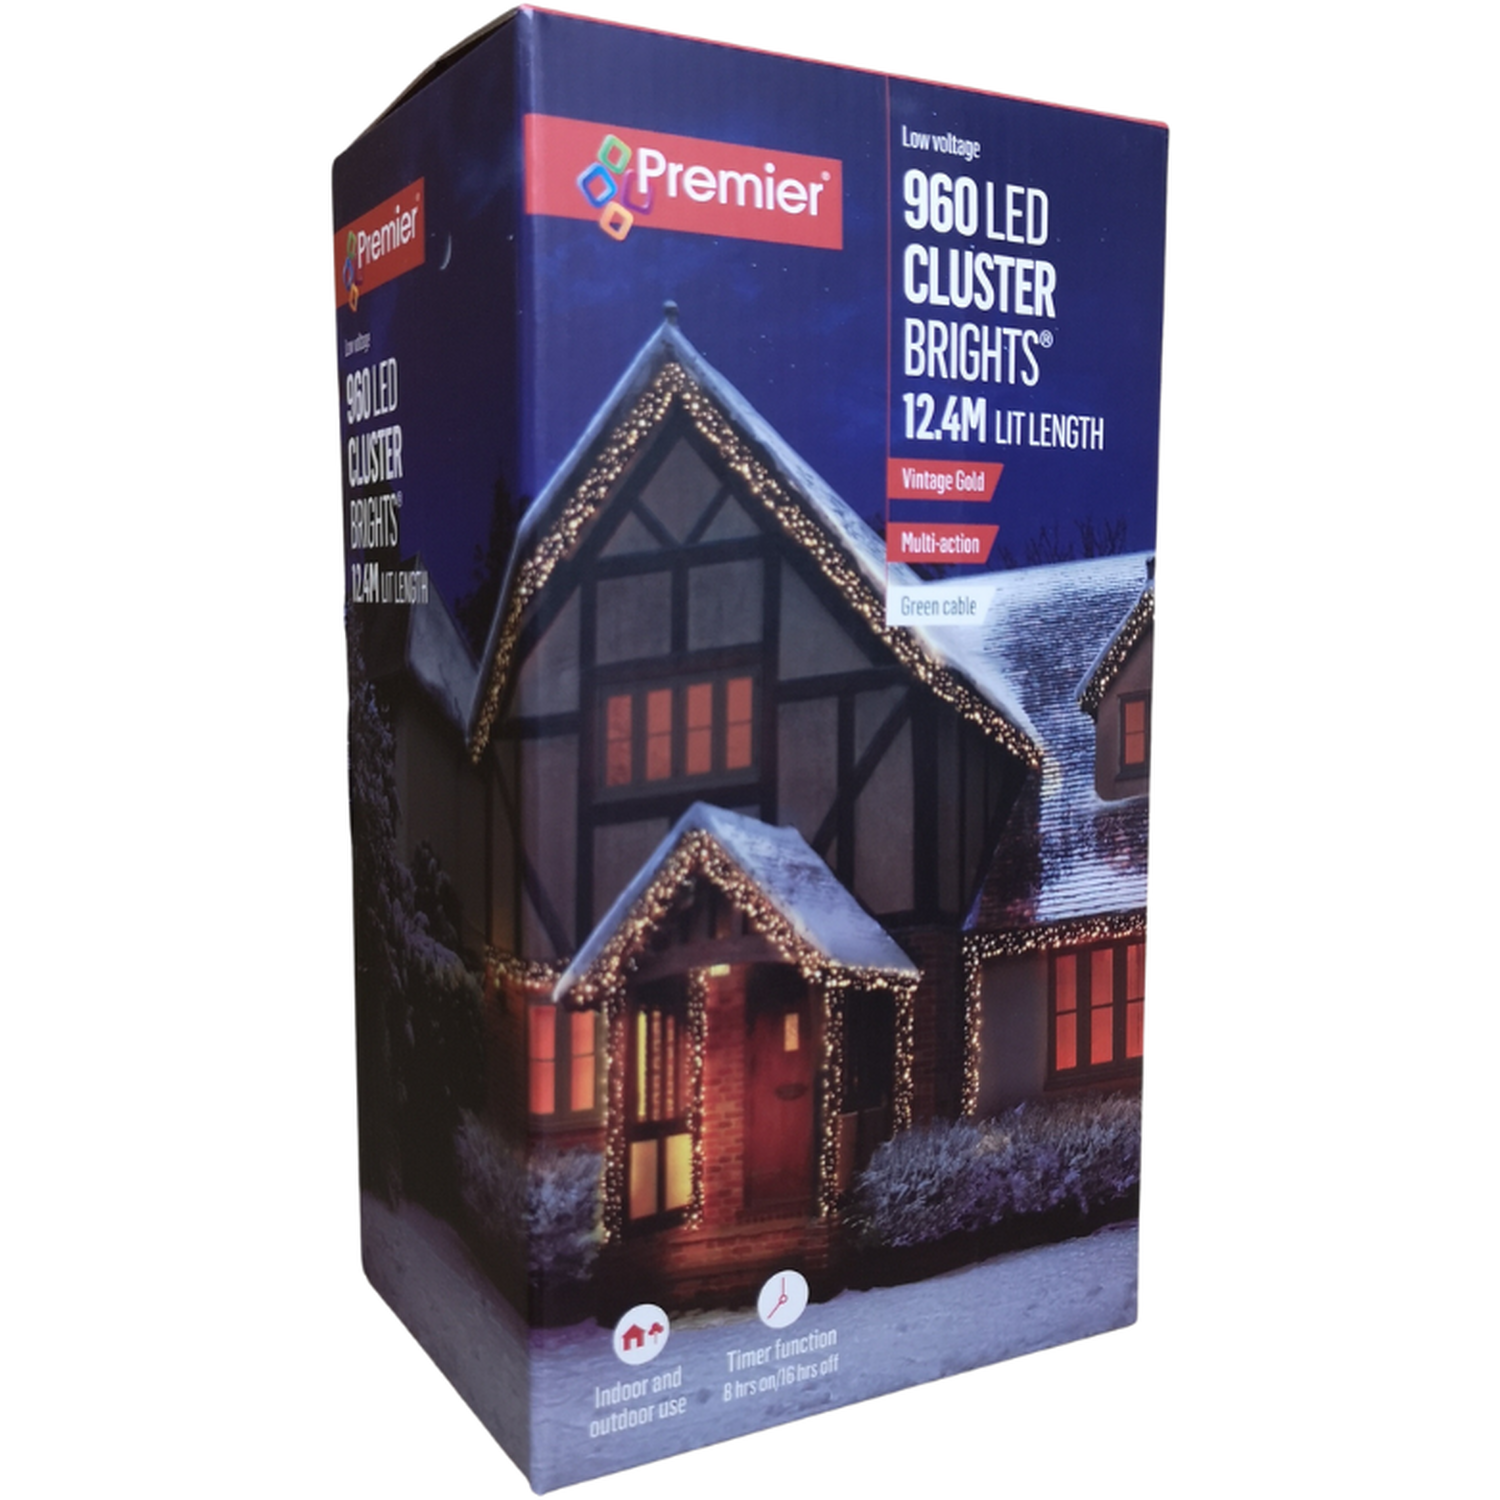 Premier®
Low voltage
960 LED
CLUSTER
BRIGHTS®
12.4M LIT LENGTH
Premier®
Low voltage
960 LED
CLUSTER
BRIGHTS®
12.4M LIT LENGTH
Vintage Gold
Multi-action
Green cable
Indoor and
outdoor use
Timer function
8 hrs on/16 hrs off